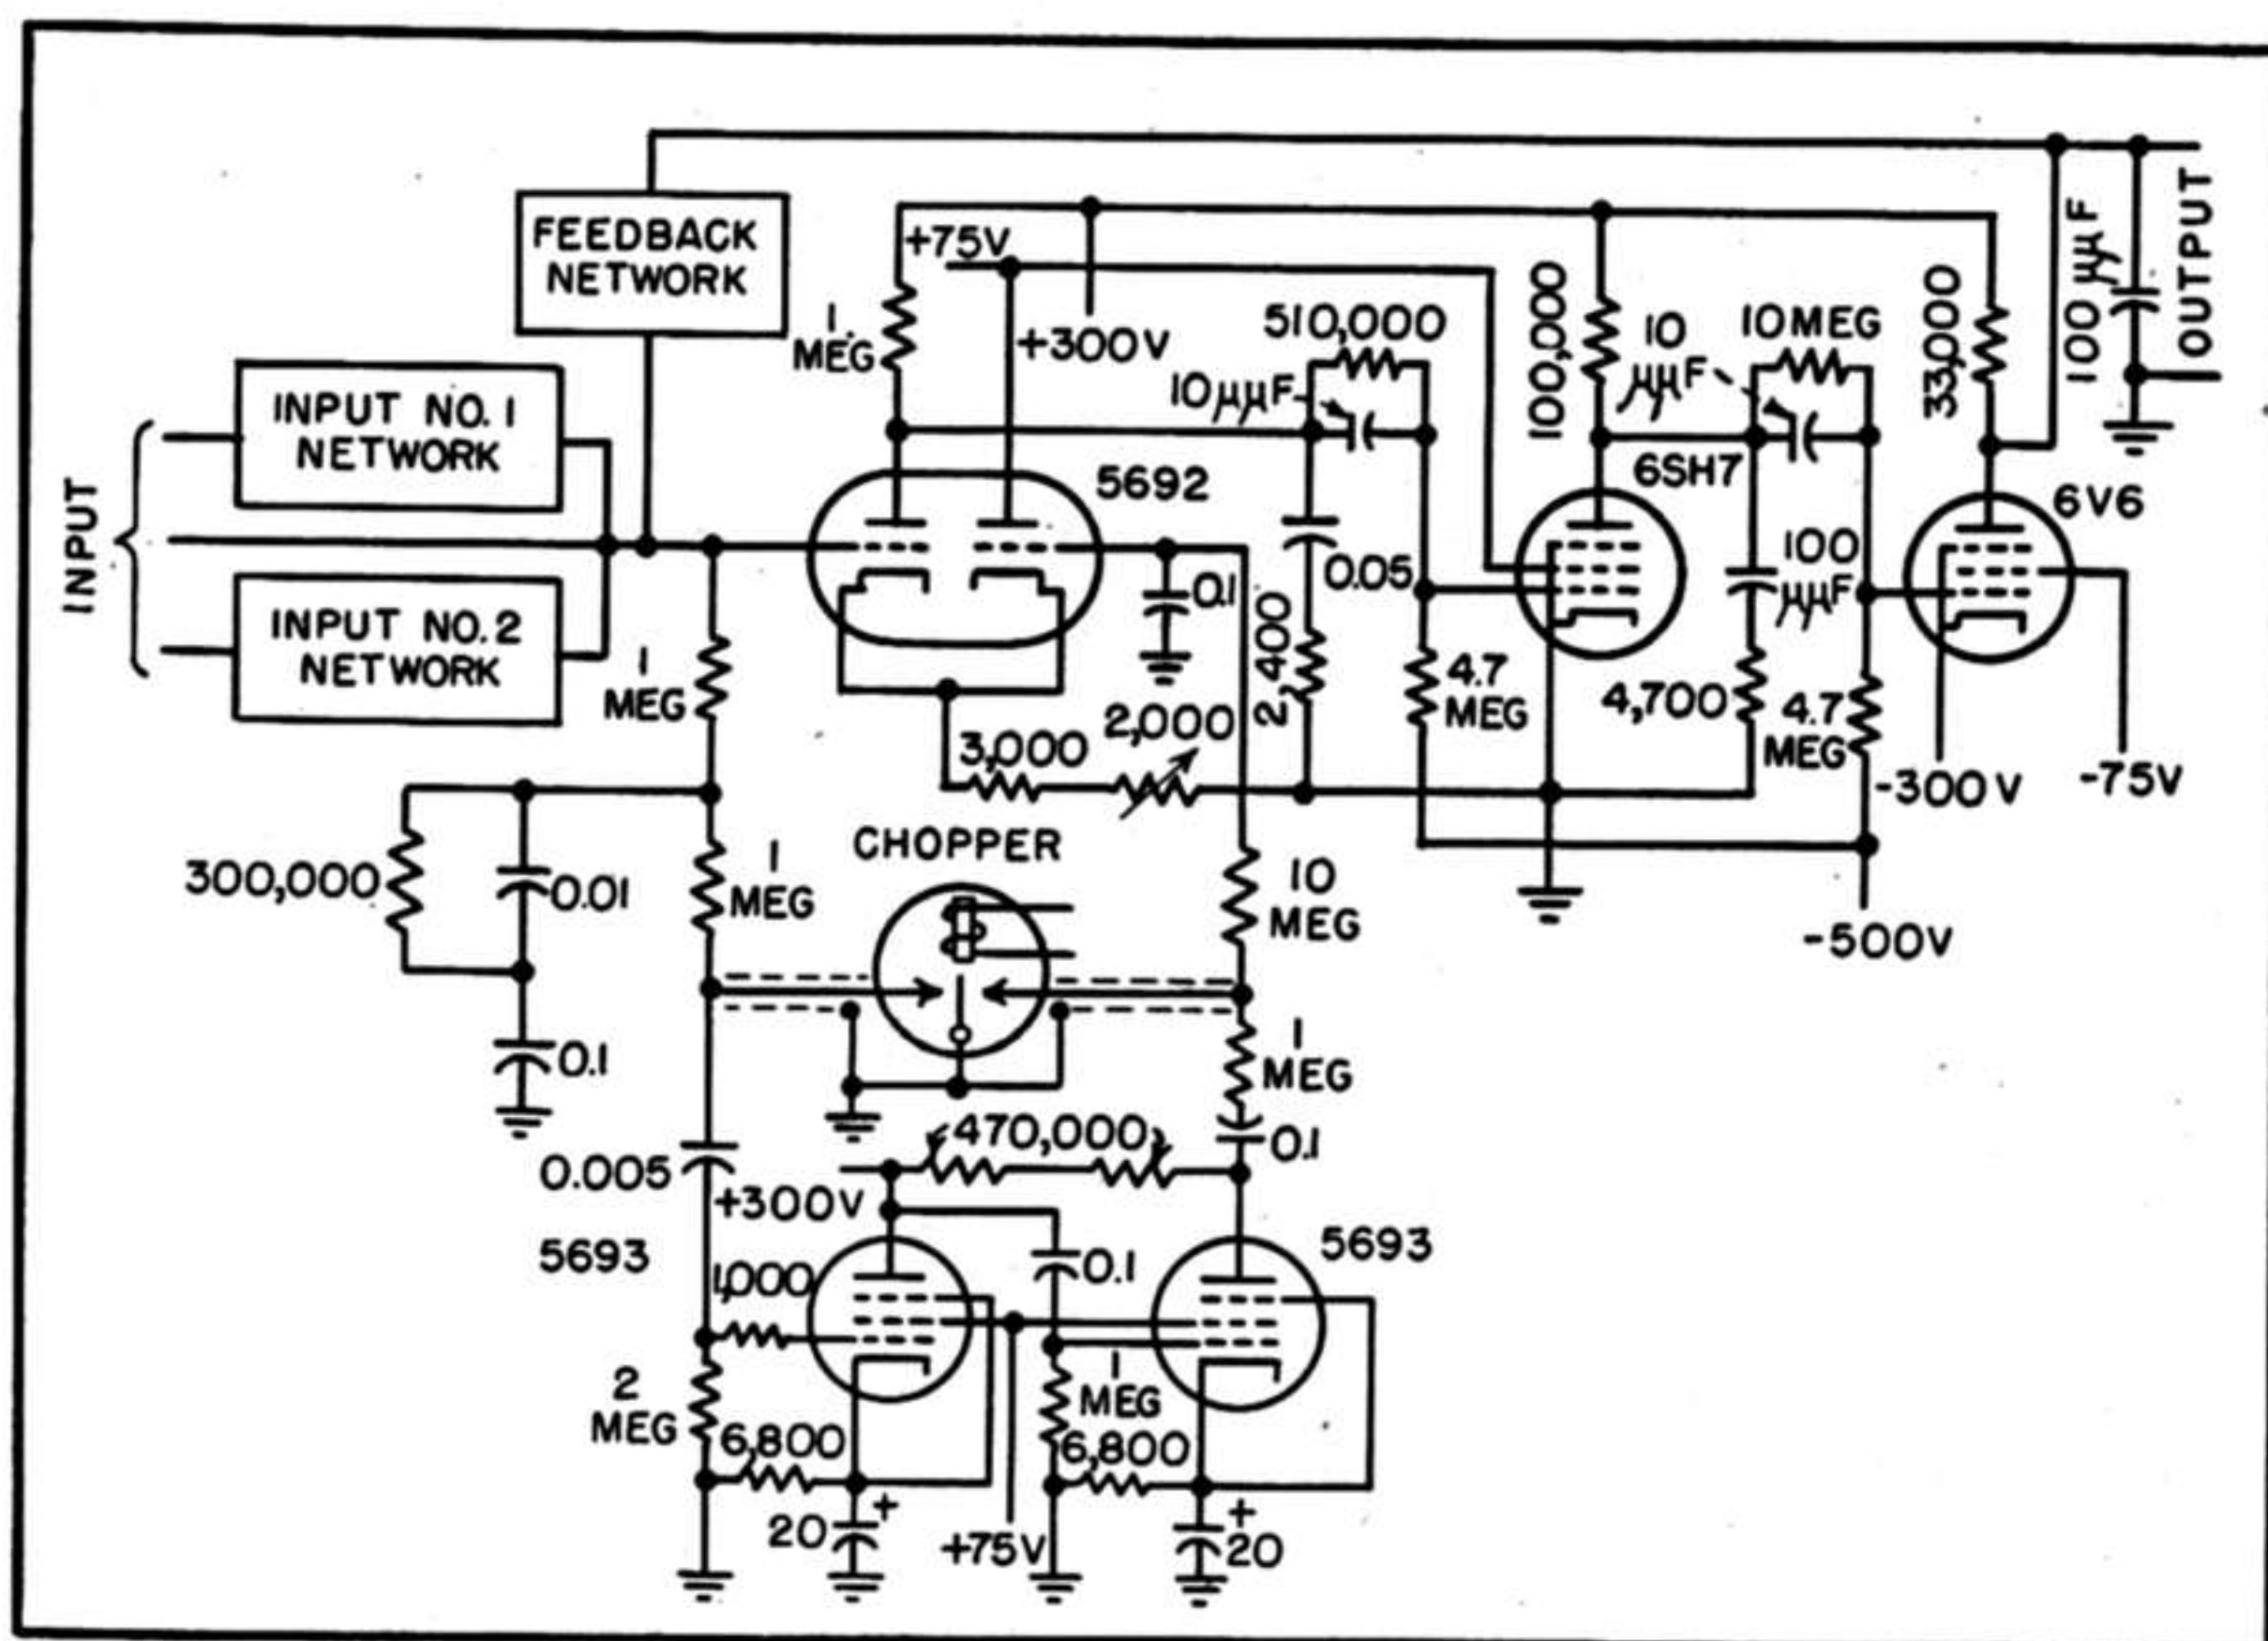 FEEDBACK
NETWORK
+75V
+300V
1
MEG
510,000
10μμF
100,000
10
μμF
10 MEG
33,000
100 μμF
OUTPUT
INPUT
INPUT NO. 1
NETWORK
INPUT NO. 2
NETWORK
5692
6SH7
6V6
0.1
0.05
2,400
100
μμF
1
MEG
3,000
2,000
4.7
MEG
4,700
4.7
MEG
-300V
-75V
300,000
0.01
1
MEG
CHOPPER
10
MEG
-500V
0.1
1
MEG
470,000
0.1
0.005
+300V
5693
1,000
0.1
5693
2
MEG
6,800
1
MEG
6,800
20
+
+75V
+
20